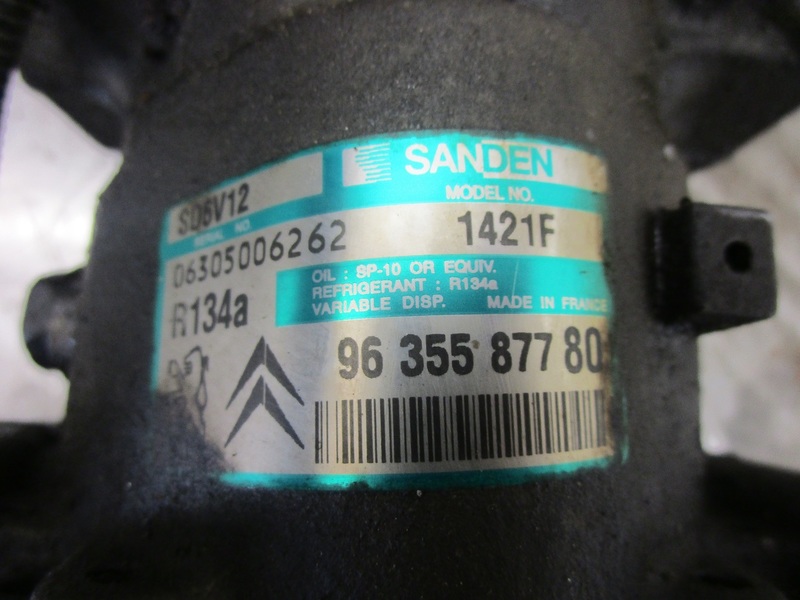 SANDEN
SD6V12
MODEL NO.
SERIAL NO.
1421F
06305006262
OIL : SP-10 OR EQUIV.
REFRIGERANT : R134a
VARIABLE DISP. MADE IN FRANCE
R134a
96 355 877 80